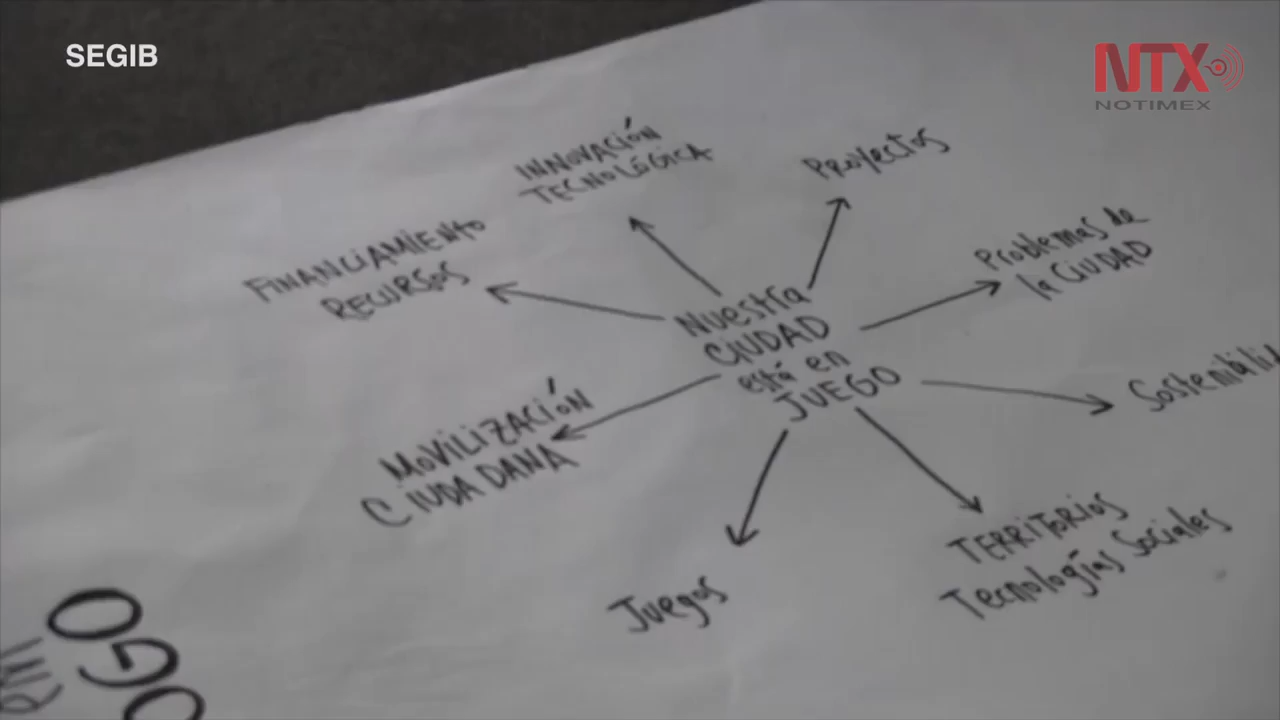 SEGIB
NTX
NOTIMEX
INNOVACIÓN
TECNOLÓGICA
Proyectos
FINANCIAMIENTO
RECURSOS
Problemas de
la CIUDAD
Nuestra
CIUDAD
está en
JUEGO
MOVILIZACIÓN
CIUDADANA
Juegos
TERRITORIOS
Tecnologías Sociales